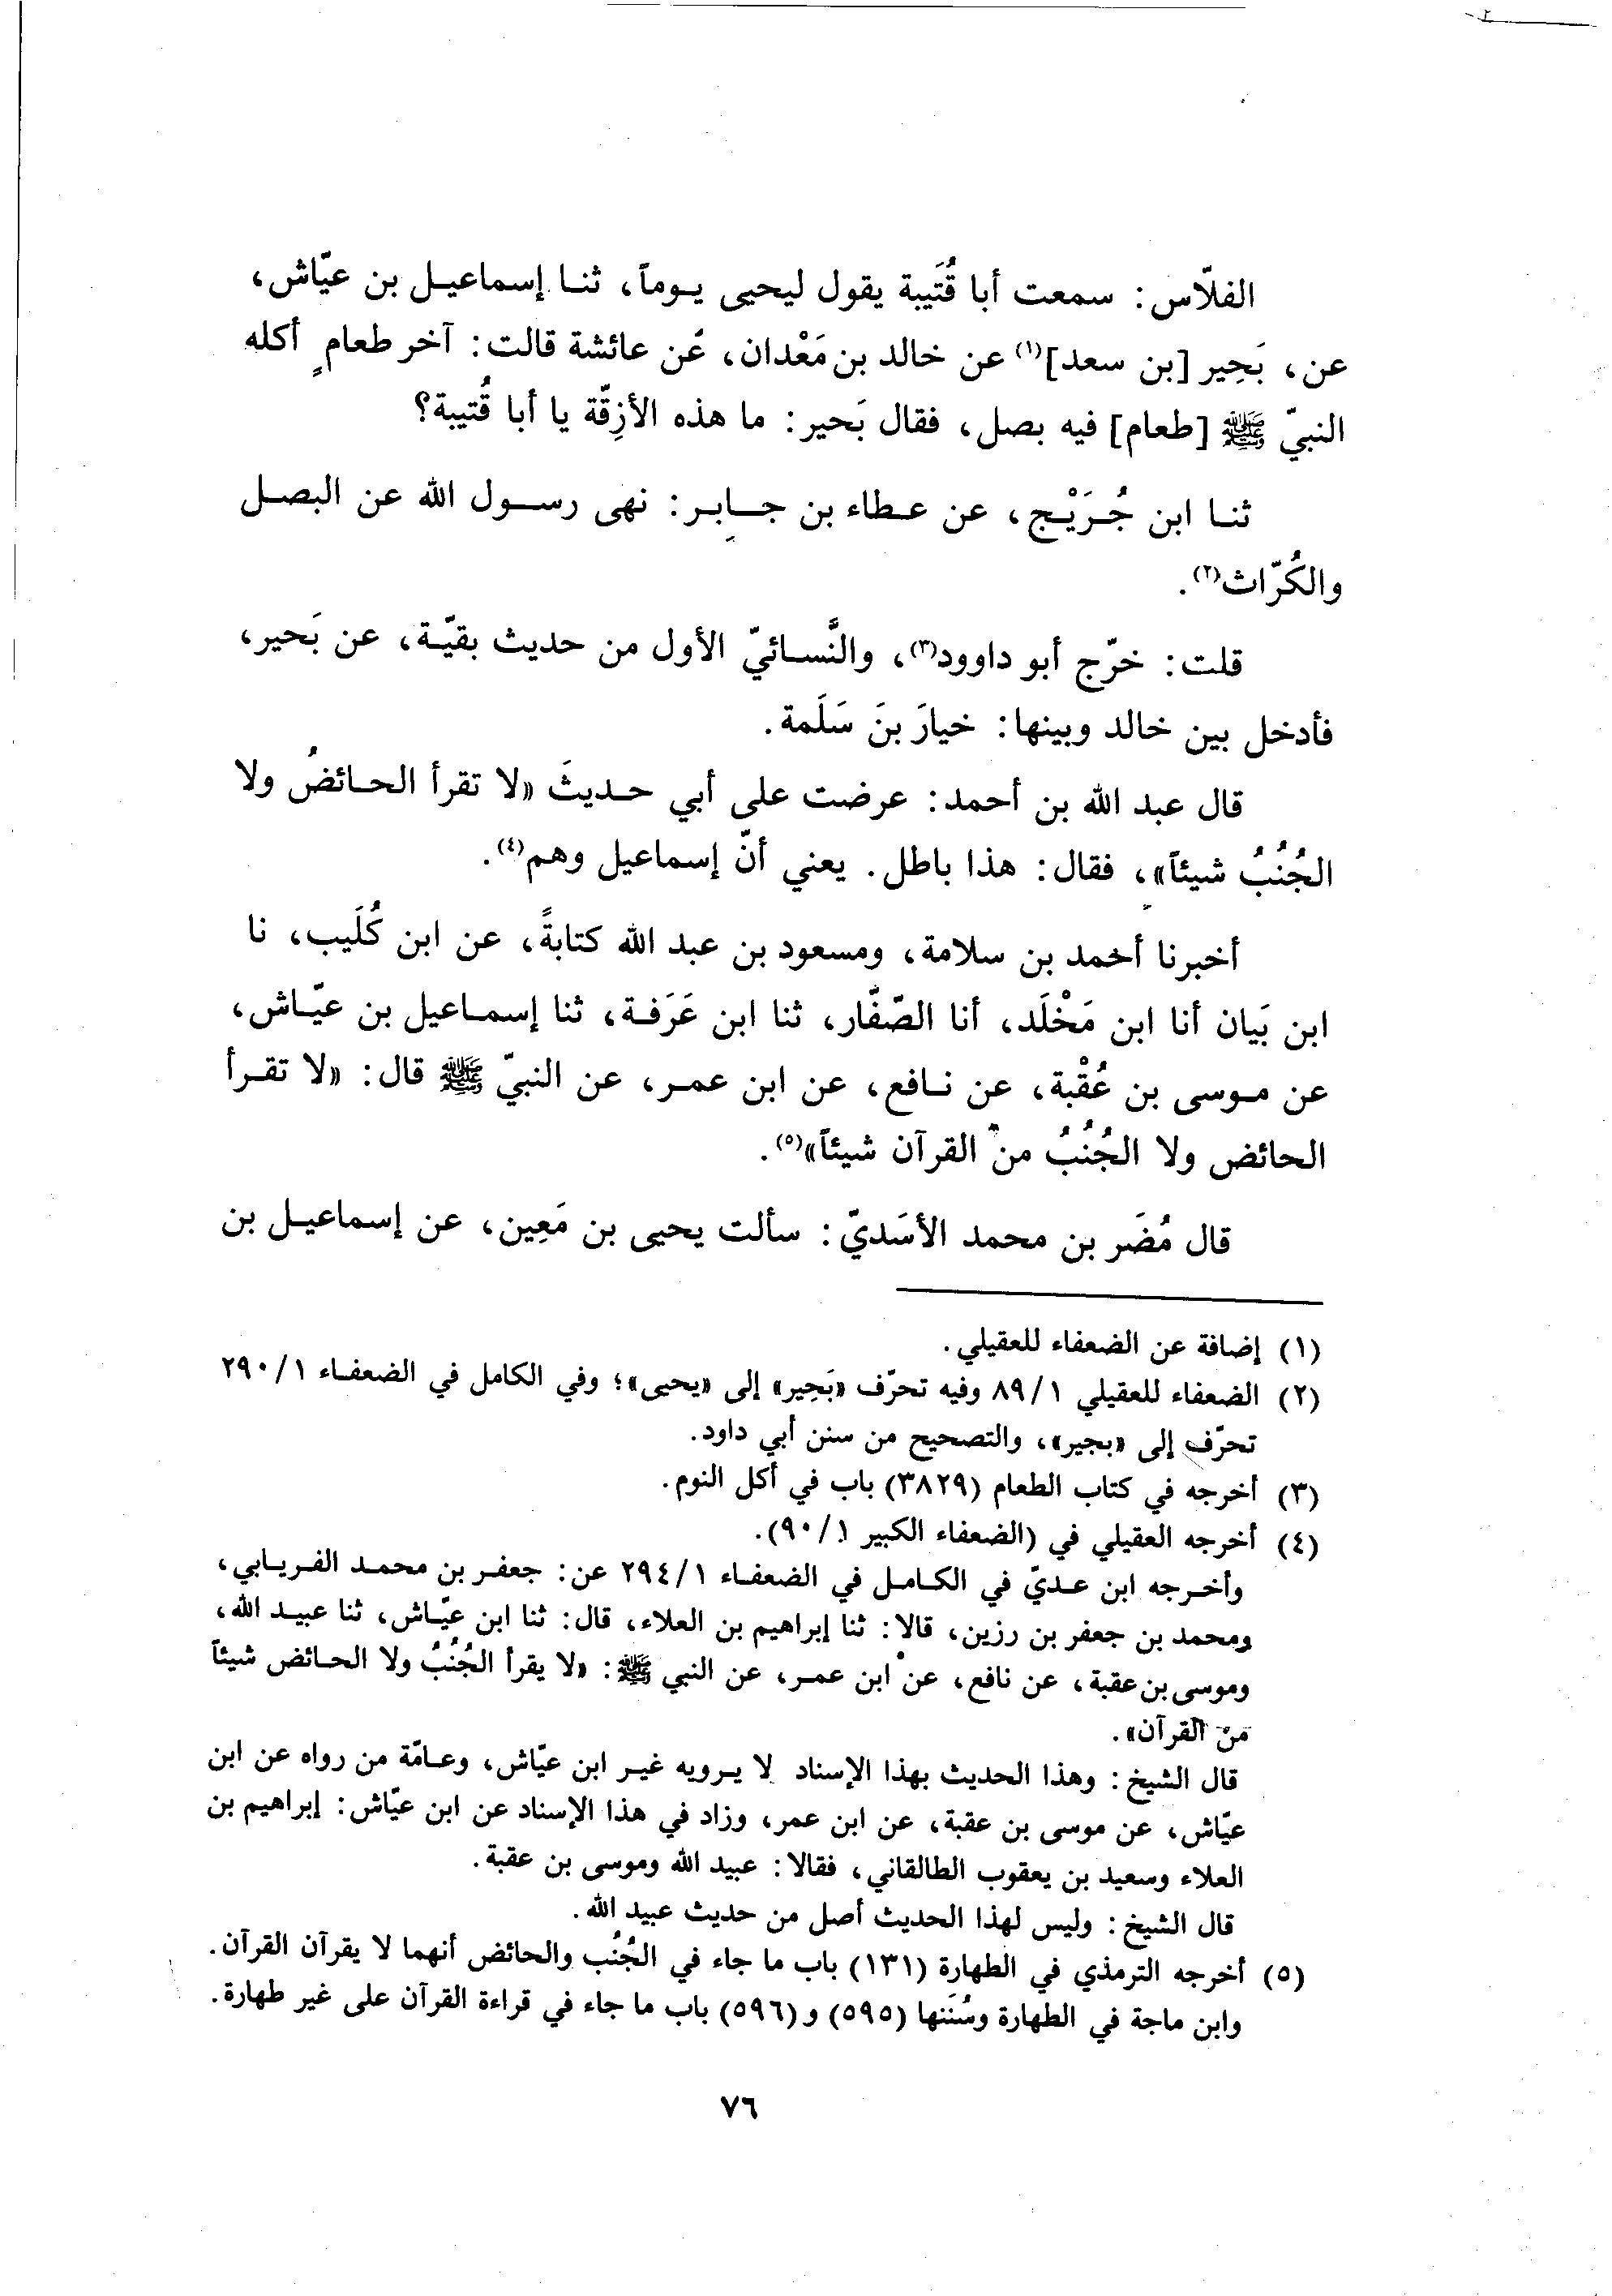 الفلّاس: سمعت أبا قُتَيبة يقول ليحيى يوماً، ثنا إسماعيل بن عيّاش،
عن، بَحِير [بن سعد](١) عن خالد بن مَعْدان، عَن عائشة قالت: آخر طعامٍ أكله
النبيّ ﷺ [طعام] فيه بصل، فقال بَحير: ما هذه الأزِقّة يا أبا قُتيبة؟
ثنا ابن جُرَيْج، عن عطاء بن جابر: نهى رسول الله عن البصل
والكُرّاث(٢).
قلت: خرّج أبو داوود(٣)، والنَّسائيّ الأول من حديث بقيّة، عن بَحير،
فأدخل بين خالد وبينها: خيارَ بنَ سَلَمة.
قال عبد الله بن أحمد: عرضت على أبي حديثَ «لا تقرأ الحائضُ ولا
الجُنُبُ شيئاً»، فقال: هذا باطل. يعني أنّ إسماعيل وهم(٤).
أخبرنا أحمد بن سلامة، ومسعود بن عبد الله كتابةً، عن ابن كُلَيب، نا
ابن بَيان أنا ابن مَخْلَد، أنا الصّفّار، ثنا ابن عَرَفة، ثنا إسماعيل بن عيّاش،
عن موسى بن عُقْبة، عن نافع، عن ابن عمر، عن النبيّ ﷺ قال: «لا تقرأ
الحائض ولا الجُنُبُ من القرآن شيئاً»(٥).
قال مُضَر بن محمد الأسَديّ: سألت يحيى بن مَعِين، عن إسماعيل بن
(١) إضافة عن الضعفاء للعقيلي.
(٢) الضعفاء للعقيلي ٨٩/١ وفيه تحرّف «بَحِير» إلى «يحيى»؛ وفي الكامل في الضعفاء ٢٩٠/١
تحرّف إلى «بجير»، والتصحيح من سنن أبي داود.
(٣) أخرجه في كتاب الطعام (٣٨٢٩) باب في أكل النوم.
(٤) أخرجه العقيلي في (الضعفاء الكبير ٩٠/١).
وأخرجه ابن عديّ في الكامل في الضعفاء ٢٩٤/١ عن: جعفر بن محمد الفريابي،
ومحمد بن جعفر بن رزين، قالا: ثنا إبراهيم بن العلاء، قال: ثنا ابن عيّاش، ثنا عبيد الله،
وموسى بن عقبة، عن نافع، عن ابن عمر، عن النبي ﷺ: «لا يقرأ الجُنُبُ ولا الحائض شيئاً
من القرآن».
قال الشيخ: وهذا الحديث بهذا الإسناد لا يرويه غير ابن عيّاش، وعامّة من رواه عن ابن
عيّاش، عن موسى بن عقبة، عن ابن عمر، وزاد في هذا الإسناد عن ابن عيّاش: إبراهيم بن
العلاء وسعيد بن يعقوب الطالقاني، فقالا: عبيد الله وموسى بن عقبة.
قال الشيخ: وليس لهذا الحديث أصل من حديث عبيد الله.
(٥) أخرجه الترمذي في الطهارة (١٣١) باب ما جاء في الجُنُب والحائض أنهما لا يقرآن القرآن.
وابن ماجة في الطهارة وسُنَنها (٥٩٥) و (٥٩٦) باب ما جاء في قراءة القرآن على غير طهارة.
٧٦